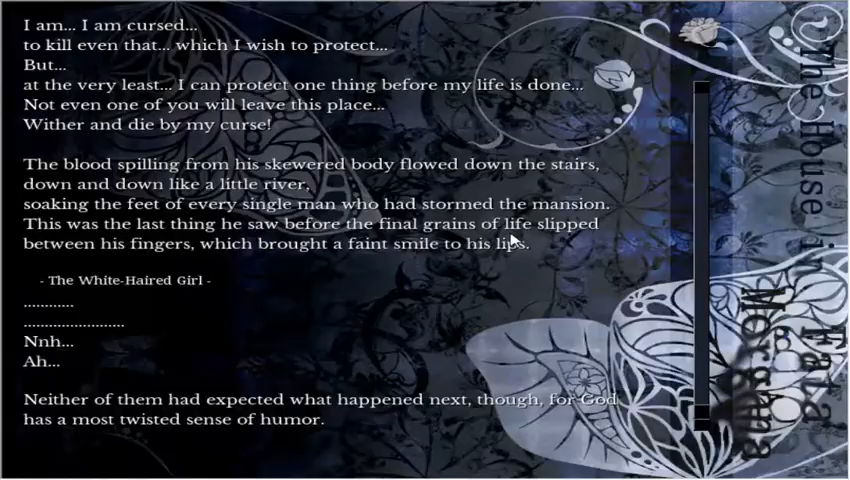 I am... I am cursed...
to kill even that... which I wish to protect...
But...
at the very least... I can protect one thing before my life is done...
Not even one of you will leave this place...
Wither and die by my curse!
The blood spilling from his skewered body flowed down the stairs,
down and down like a little river,
soaking the feet of every single man who had stormed the mansion.
This was the last thing he saw before the final grains of life slipped
between his fingers, which brought a faint smile to his lips.
- The White-Haired Girl -
............
........................
Nnh...
Ah...
Neither of them had expected what happened next, though, for God
has a most twisted sense of humor.
The House in
Fata
Morgana